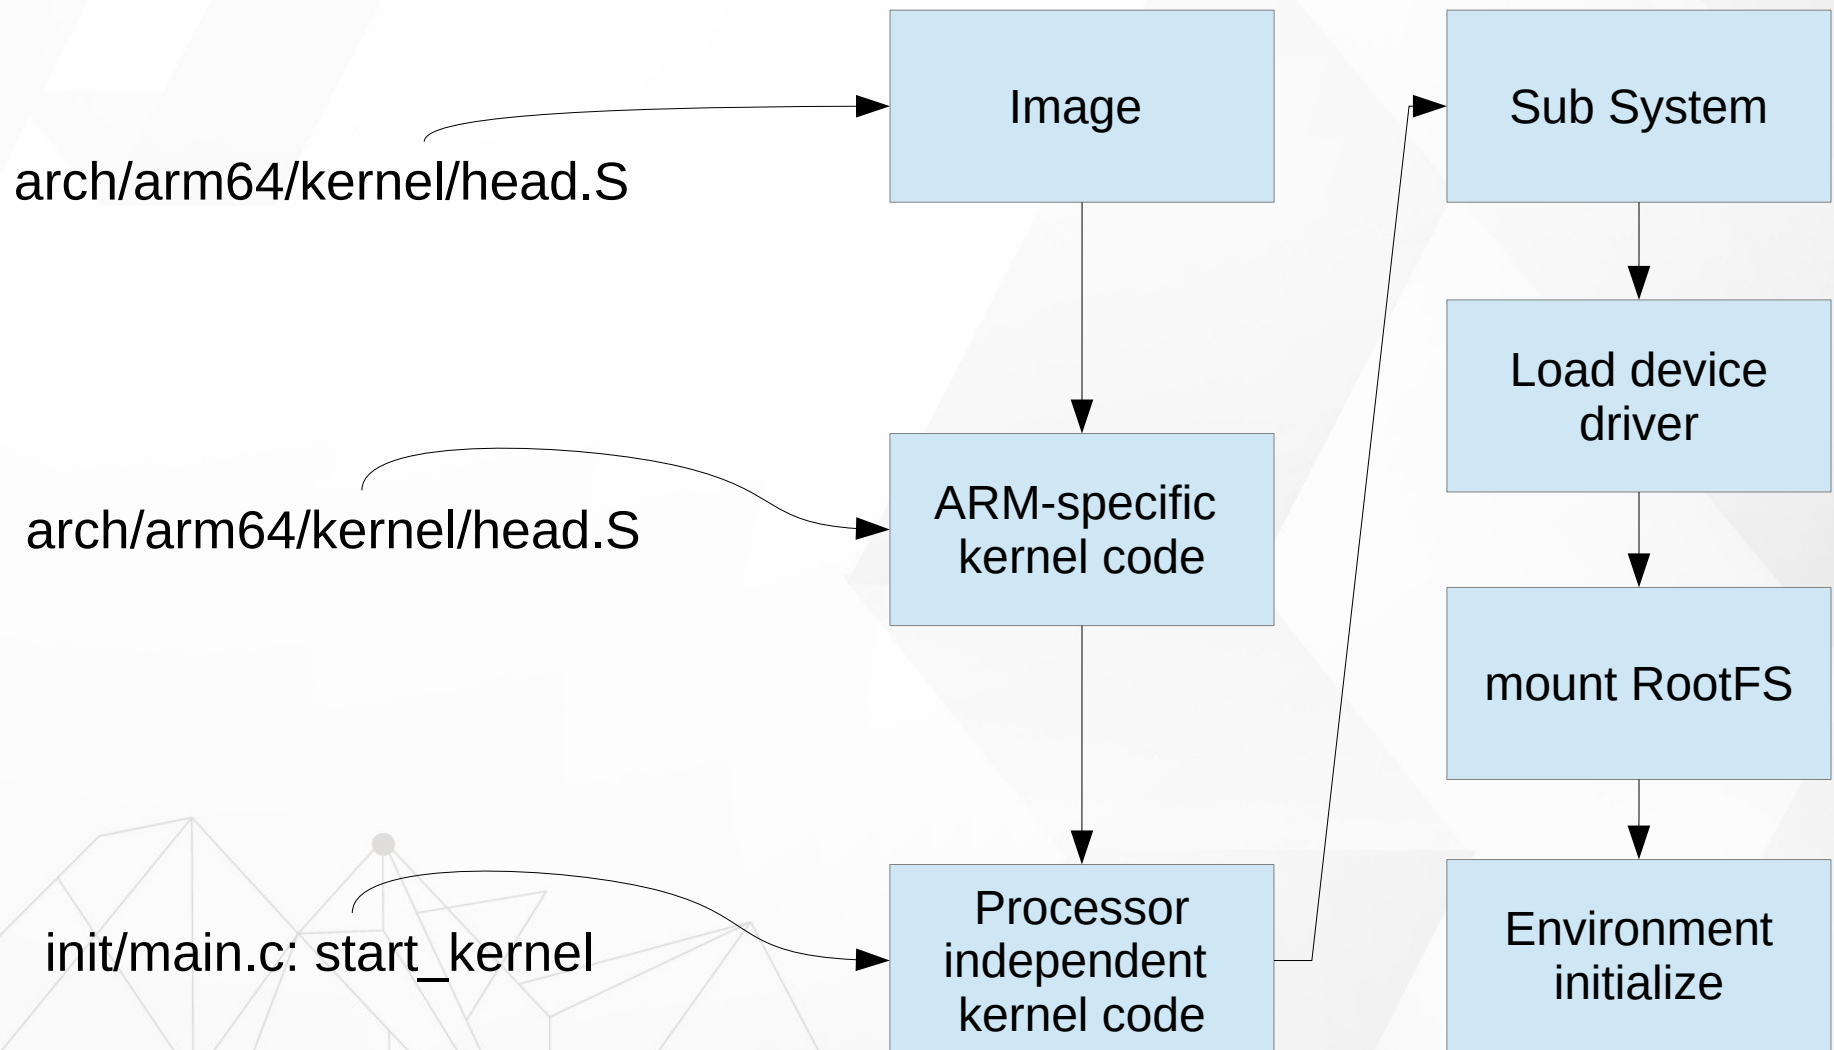 Image
Sub System
arch/arm64/kernel/head.S
Load device
driver
ARM-specific
kernel code
arch/arm64/kernel/head.S
mount RootFS
Processor
independent
kernel code
init/main.c: start_kernel
Environment
initialize